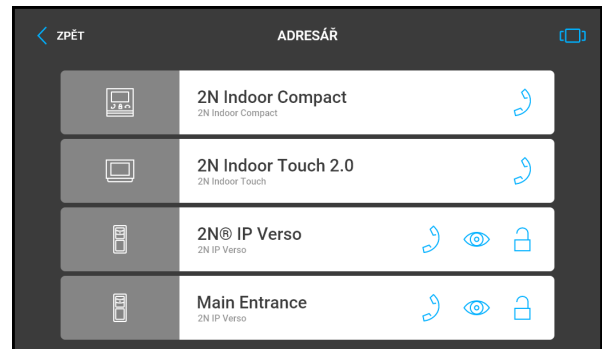 ZPĚT
ADRESÁŘ
2N Indoor Compact
2N Indoor Compact
2N Indoor Touch 2.0
2N Indoor Touch
2N® IP Verso
2N IP Verso
Main Entrance
2N IP Verso